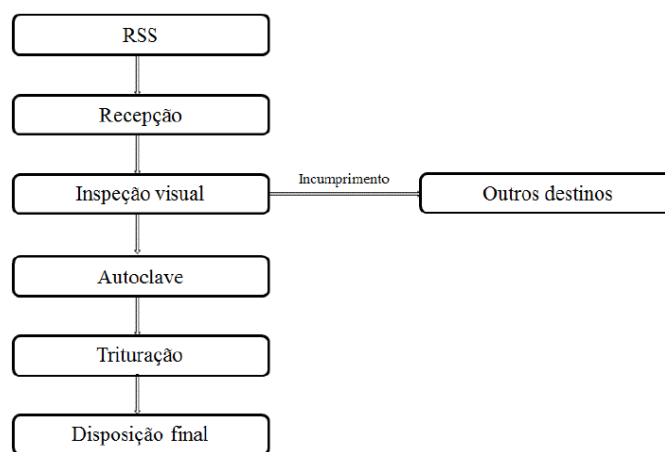 RSS
Recepção
Incumprimento
Inspeção visual
Outros destinos
Autoclave
Trituração
Disposição final